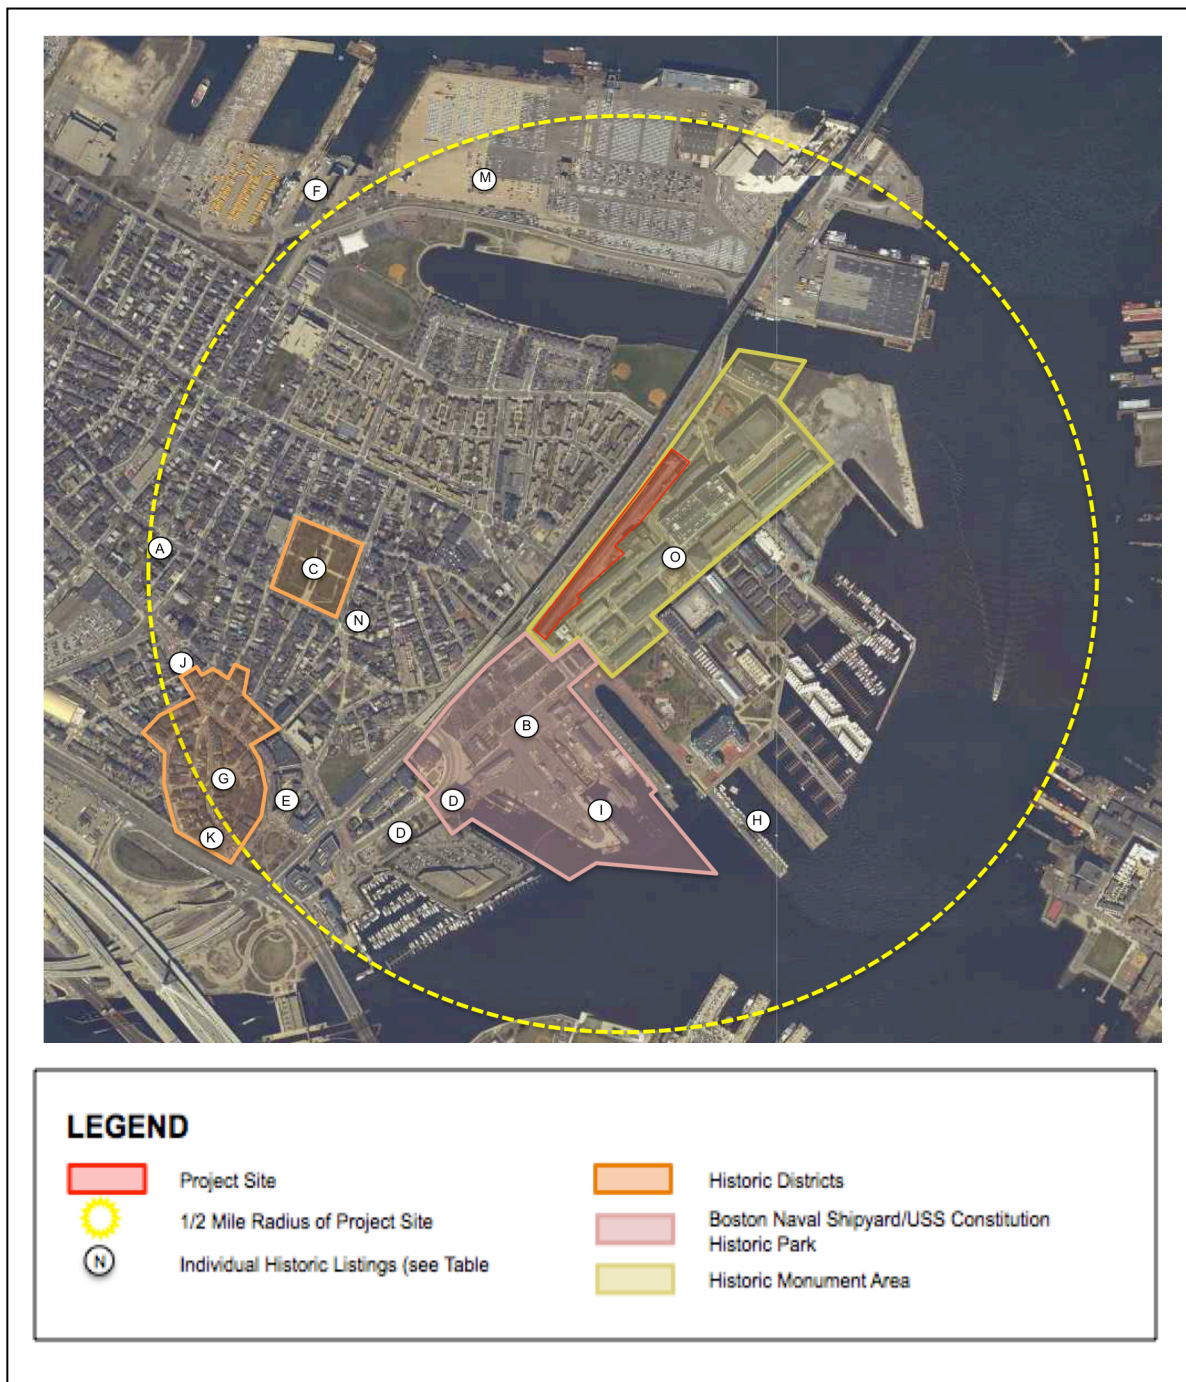 F
M
A
C
O
N
J
B
G
D
E
I
H
D
K
LEGEND
Project Site
1/2 Mile Radius of Project Site
N
Individual Historic Listings (see Table
Historic Districts
Boston Naval Shipyard/USS Constitution
Historic Park
Historic Monument Area